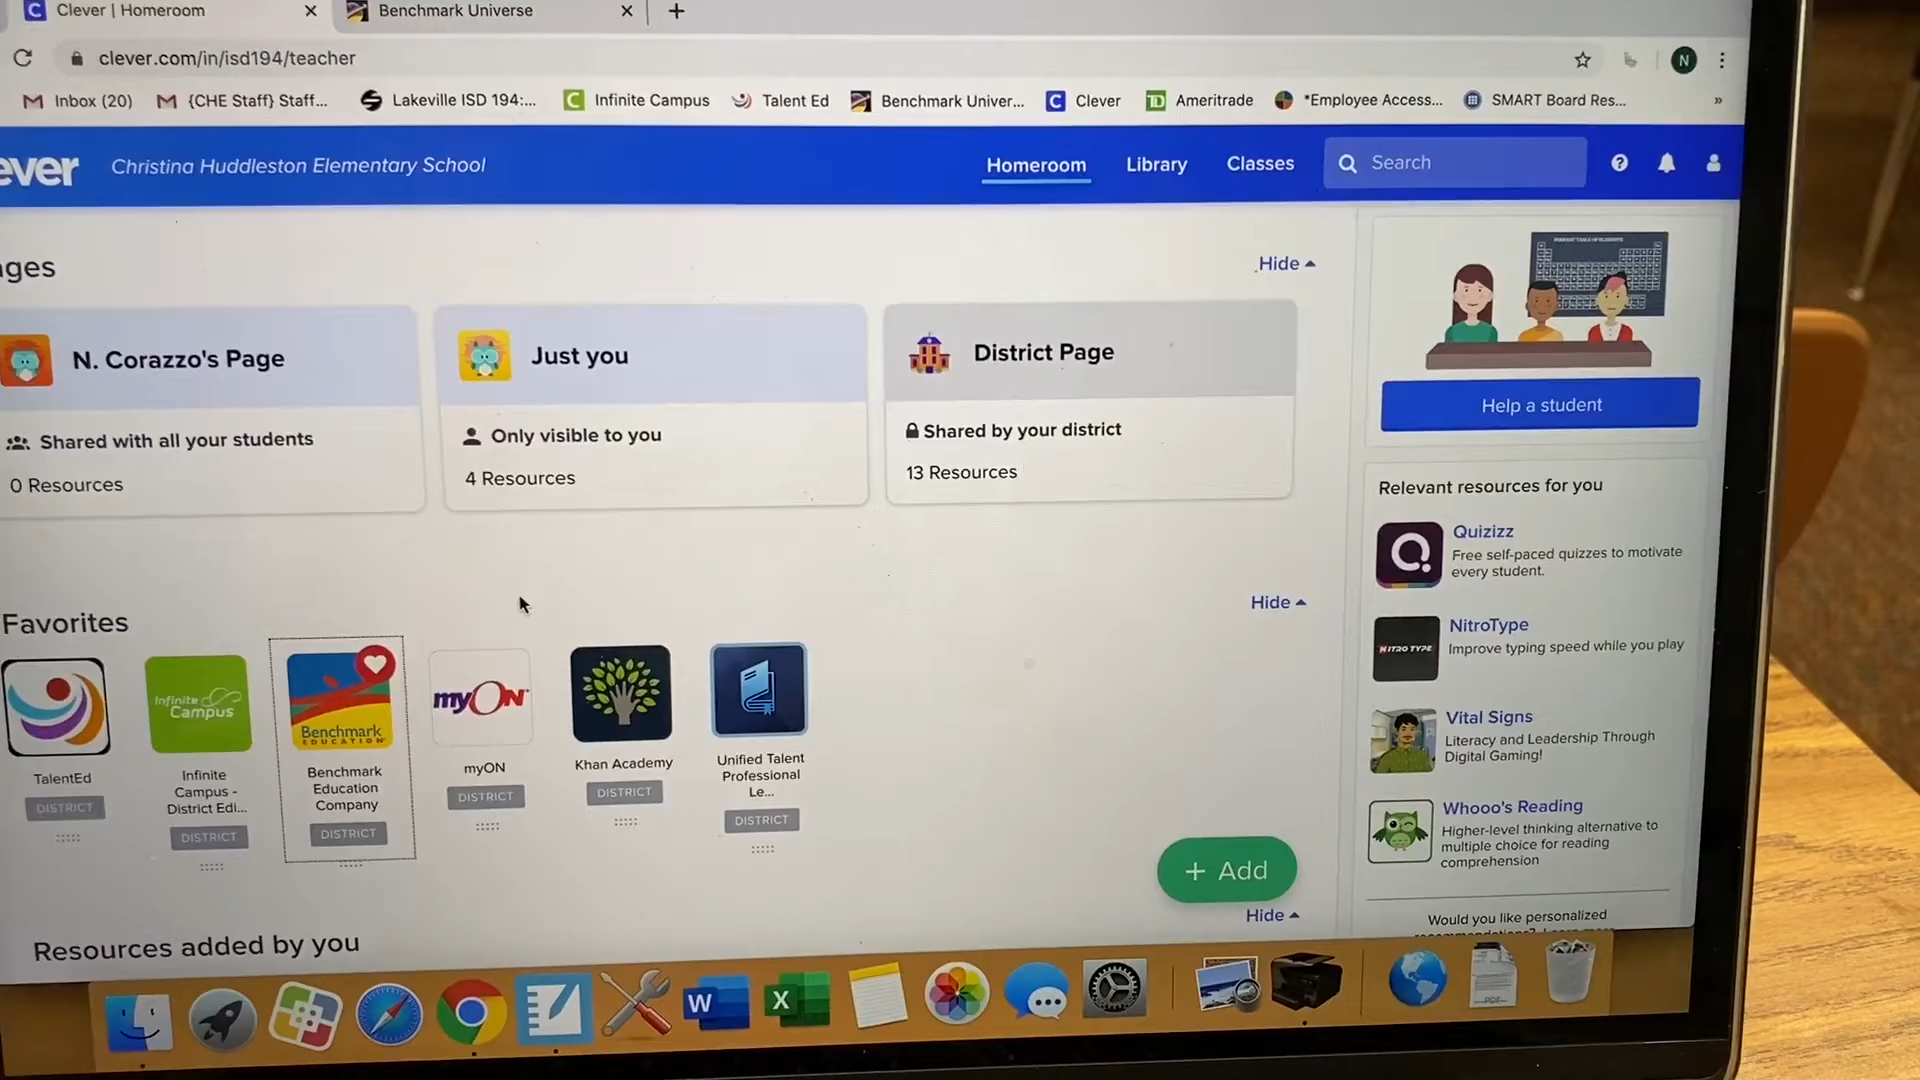 Clever | Homeroom
Benchmark Universe
clever.com/in/isd194/teacher
N
Inbox (20)
{CHE Staff} Staff...
Lakeville ISD 194:...
Infinite Campus
Talent Ed
Benchmark Univer...
Clever
Ameritrade
*Employee Access...
SMART Board Res...
»
ever
Christina Huddleston Elementary School
Homeroom
Library
Classes
Search
ages
Hide
N. Corazzo's Page
Just you
District Page
Shared with all your students
Only visible to you
Shared by your district
0 Resources
4 Resources
13 Resources
Help a student
Relevant resources for you
Quizizz
Free self-paced quizzes to motivate
every student.
NITRO TYPE
NitroType
Improve typing speed while you play
Vital Signs
Literacy and Leadership Through
Digital Gaming!
Whooo's Reading
Higher-level thinking alternative to
multiple choice for reading
comprehension
Would you like personalized
Favorites
Hide
Infinite
Campus
Benchmark
EDUCATION
myON
TalentEd
DISTRICT
Infinite
Campus -
District Edi...
DISTRICT
Benchmark
Education
Company
DISTRICT
myON
DISTRICT
Khan Academy
DISTRICT
Unified Talent
Professional
Le...
DISTRICT
+ Add
Hide
Resources added by you
W
X
PDF